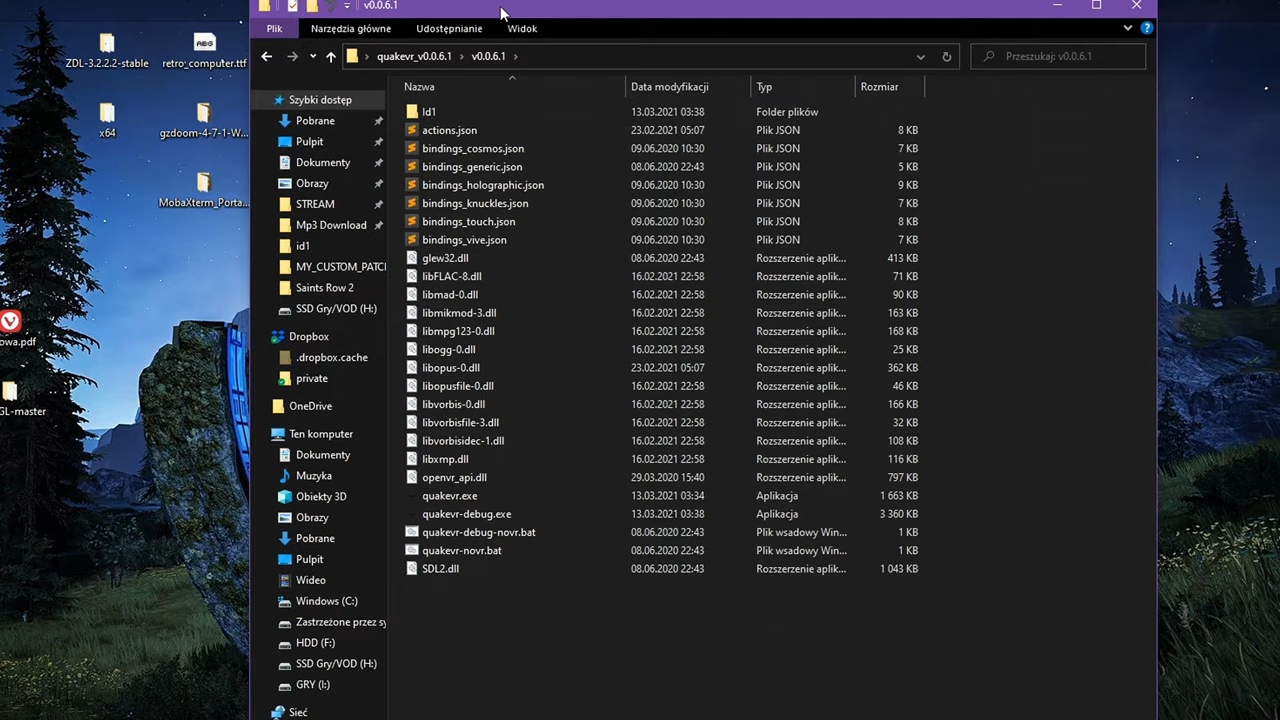 v0.0.6.1
Plik Narzędzia główne Udostępnianie Widok
quakevr_v0.0.6.1 v0.0.6.1 Przeszukaj: v0.0.6.1
ZDL-3.2.2.2-stable
ABG
retro_computer.ttf
x64
gzdoom-4-7-1-W...
MobaXterm_Porta...
owa.pdf
GL-master
Szybki dostęp
Pobrane
Pulpit
Dokumenty
Obrazy
STREAM
Mp3 Download
id1
MY_CUSTOM_PATC
Saints Row 2
SSD Gry/VOD (H:)
Dropbox
.dropbox.cache
private
OneDrive
Ten komputer
Dokumenty
Muzyka
Obiekty 3D
Obrazy
Pobrane
Pulpit
Wideo
Windows (C:)
Zastrzeżone przez sy
HDD (F:)
SSD Gry/VOD (H:)
GRY (I:)
Sieć
Nazwa Data modyfikacji Typ Rozmiar
Id1 13.03.2021 03:38 Folder plików
actions.json 23.02.2021 05:07 Plik JSON 8 KB
bindings_cosmos.json 09.06.2020 10:30 Plik JSON 7 KB
bindings_generic.json 08.06.2020 22:43 Plik JSON 5 KB
bindings_holographic.json 09.06.2020 10:30 Plik JSON 9 KB
bindings_knuckles.json 09.06.2020 10:30 Plik JSON 7 KB
bindings_touch.json 09.06.2020 10:30 Plik JSON 8 KB
bindings_vive.json 09.06.2020 10:30 Plik JSON 7 KB
glew32.dll 08.06.2020 22:43 Rozszerzenie aplik... 413 KB
libFLAC-8.dll 16.02.2021 22:58 Rozszerzenie aplik... 71 KB
libmad-0.dll 16.02.2021 22:58 Rozszerzenie aplik... 90 KB
libmikmod-3.dll 16.02.2021 22:58 Rozszerzenie aplik... 163 KB
libmpg123-0.dll 16.02.2021 22:58 Rozszerzenie aplik... 168 KB
libogg-0.dll 16.02.2021 22:58 Rozszerzenie aplik... 25 KB
libopus-0.dll 23.02.2021 05:07 Rozszerzenie aplik... 362 KB
libopusfile-0.dll 16.02.2021 22:58 Rozszerzenie aplik... 46 KB
libvorbis-0.dll 16.02.2021 22:58 Rozszerzenie aplik... 166 KB
libvorbisfile-3.dll 16.02.2021 22:58 Rozszerzenie aplik... 32 KB
libvorbisidec-1.dll 16.02.2021 22:58 Rozszerzenie aplik... 108 KB
libxmp.dll 16.02.2021 22:58 Rozszerzenie aplik... 116 KB
openvr_api.dll 29.03.2020 15:40 Rozszerzenie aplik... 797 KB
quakevr.exe 13.03.2021 03:34 Aplikacja 1 663 KB
quakevr-debug.exe 13.03.2021 03:38 Aplikacja 3 360 KB
quakevr-debug-novr.bat 08.06.2020 22:43 Plik wsadowy Win... 1 KB
quakevr-novr.bat 08.06.2020 22:43 Plik wsadowy Win... 1 KB
SDL2.dll 08.06.2020 22:43 Rozszerzenie aplik... 1 043 KB